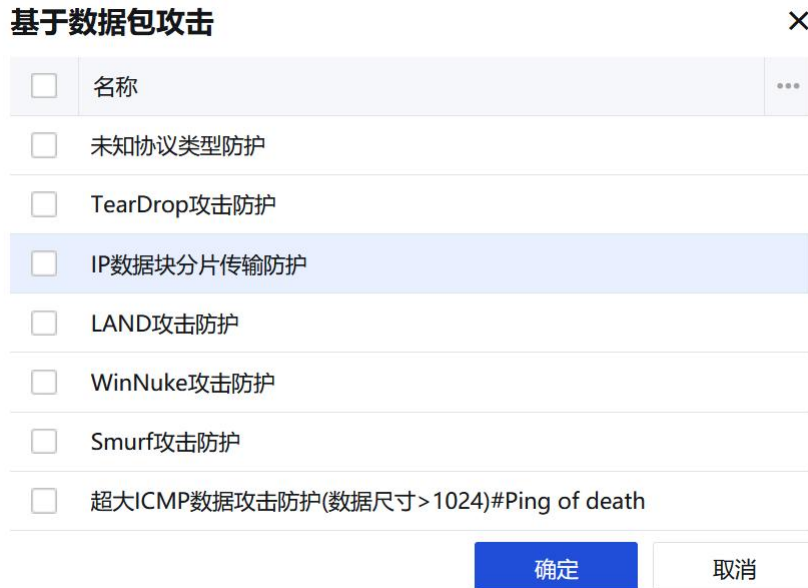 基于数据包攻击
名称
未知协议类型防护
TearDrop攻击防护
IP数据块分片传输防护
LAND攻击防护
WinNuke攻击防护
Smurf攻击防护
超大ICMP数据攻击防护(数据尺寸>1024)#Ping of death
确定 取消